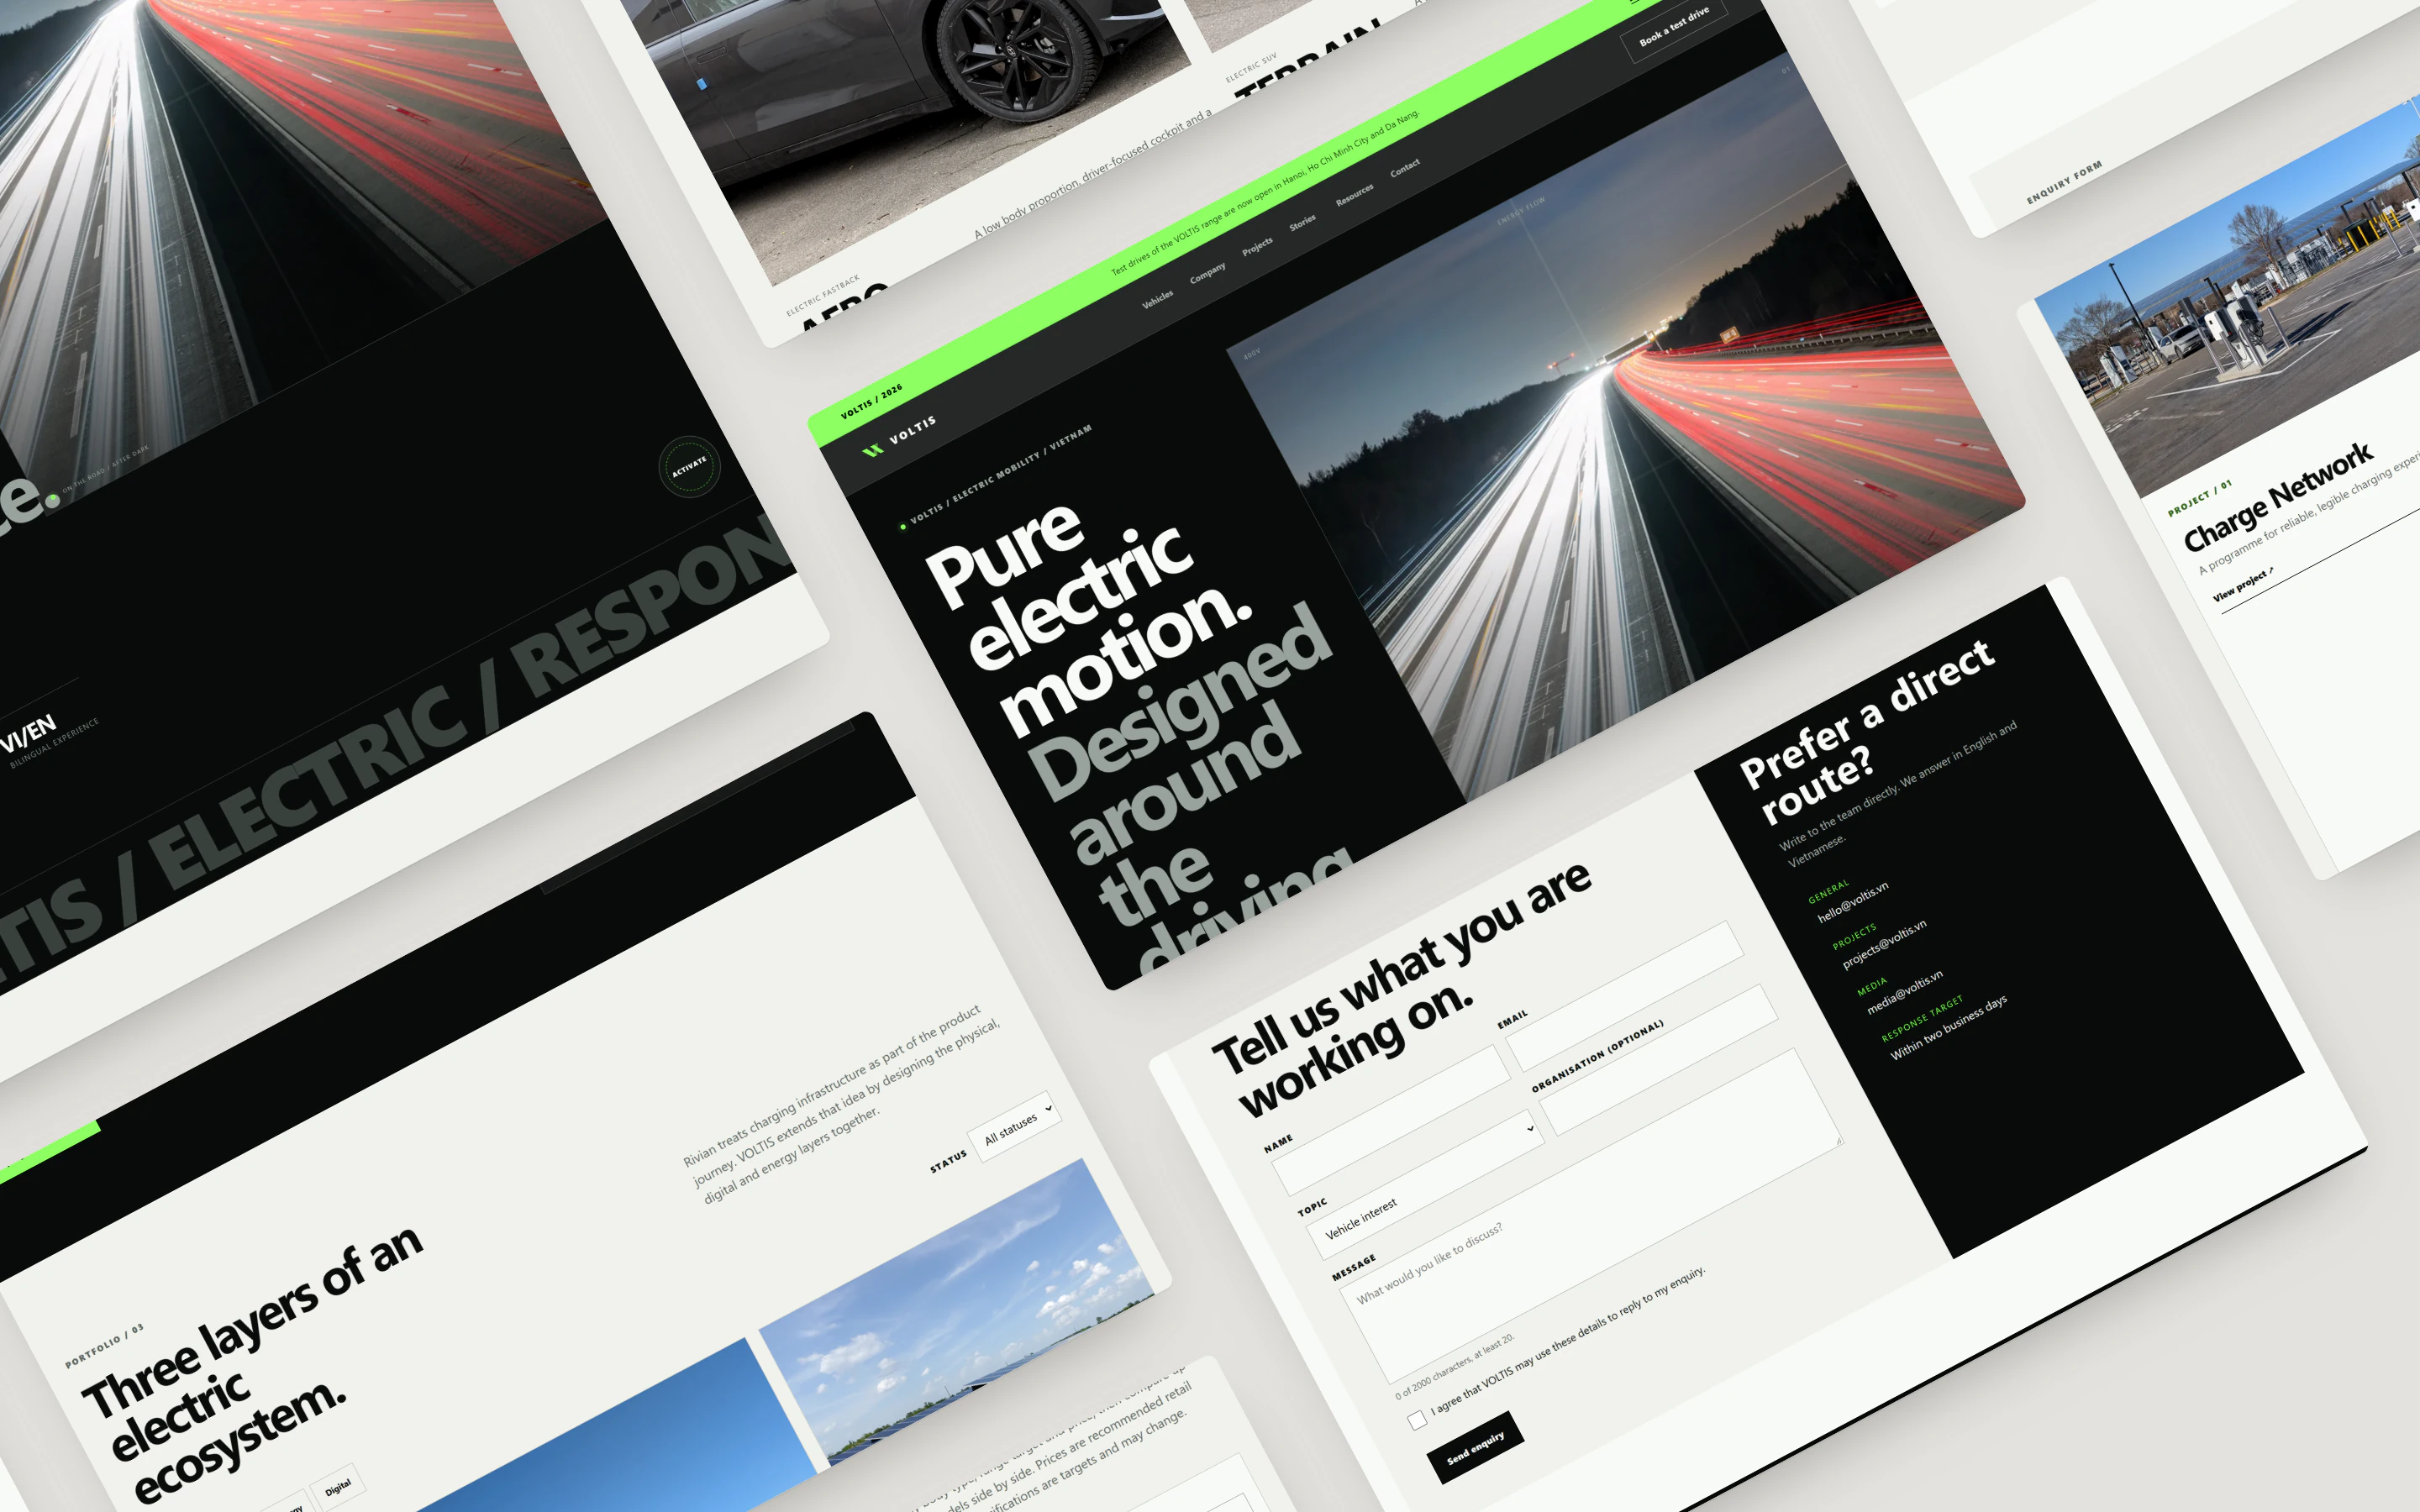 te.
ON THE ROAD / AFTER DARK
ACTIVATE
VI/EN
BILINGUAL EXPERIENCE
TIS / ELECTRIC / RESPON
ELECTRIC FASTBACK
AERO
A low body proportion, driver-focused cockpit and a
ELECTRIC SUV
TERRAIN
VOLTIS / 2026
Test drives of the VOLTIS range are now open in Hanoi, Ho Chi Minh City and Da Nang.
VOLTIS
Vehicles
Company
Projects
Stories
Resources
Contact
Book a test drive
VOLTIS / ELECTRIC MOBILITY / VIETNAM
Pure
electric
motion.
Designed
around
the
driving
400V
ENERGY FLOW
01
ENQUIRY FORM
PROJECT / 01
Charge Network
A programme for reliable, legible charging
View project ↗
PORTFOLIO / 03
Three layers of an
electric
ecosystem.
Rivian treats charging infrastructure as part of the product
journey. VOLTIS extends that idea by designing the physical,
digital and energy layers together.
STATUS
All statuses
Digital
side by side. Prices are recommended retail
are targets and may change.
Tell us what you are
working on.
NAME
EMAIL
TOPIC
Vehicle interest
ORGANISATION (OPTIONAL)
MESSAGE
What would you like to discuss?
0 of 2000 characters, at least 20.
I agree that VOLTIS may use these details to reply to my enquiry.
Send enquiry
Prefer a direct
route?
Write to the team directly. We answer in English and
Vietnamese.
GENERAL
hello@voltis.vn
PROJECTS
projects@voltis.vn
MEDIA
media@voltis.vn
RESPONSE TARGET
Within two business days